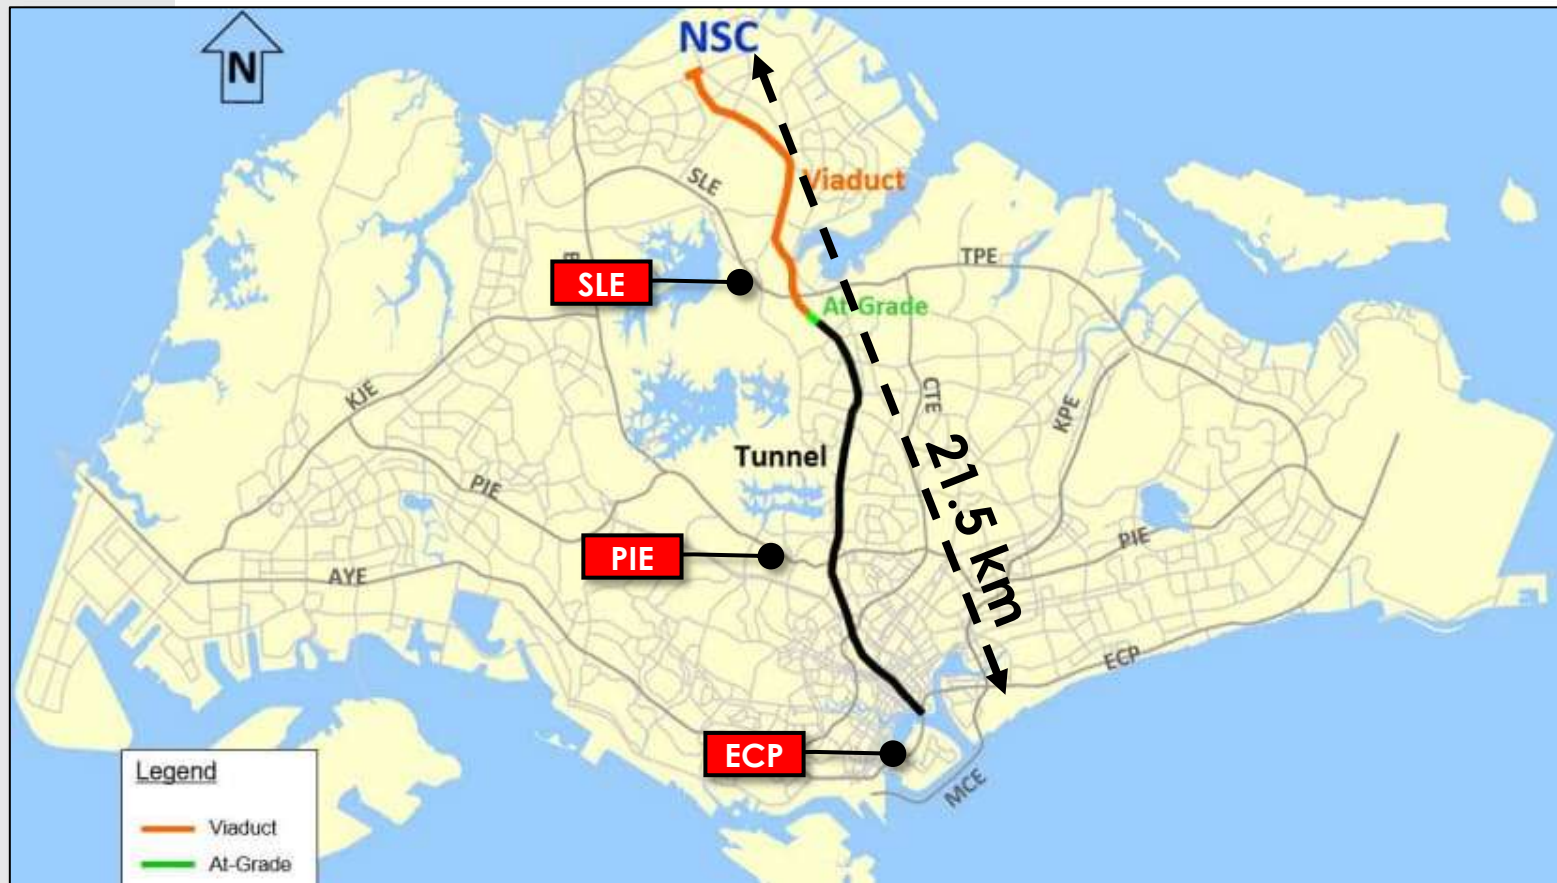 NSC
N
Viaduct
SLE
TPE
SLE
At-Grade
CTE
KJE
KPE
Tunnel
21.5 km
PIE
PIE
PIE
AYE
ECP
ECP
MCE
Legend
Viaduct
At-Grade